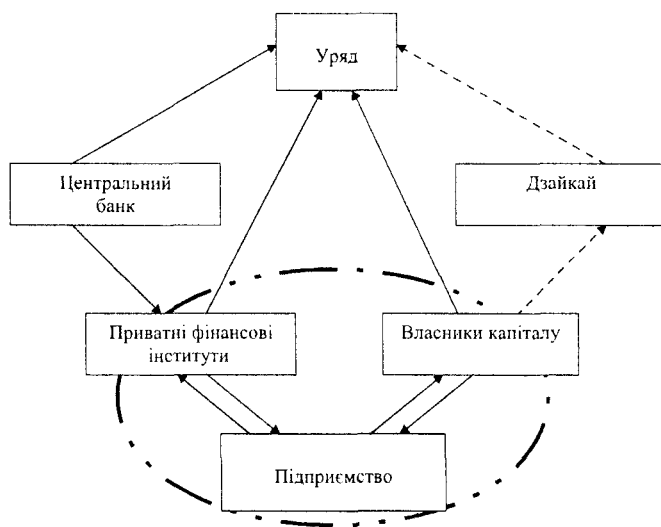 Уряд
Центральний
банк
Дзайкай
Приватні фінансові
інститути
Власники капіталу
Підприємство